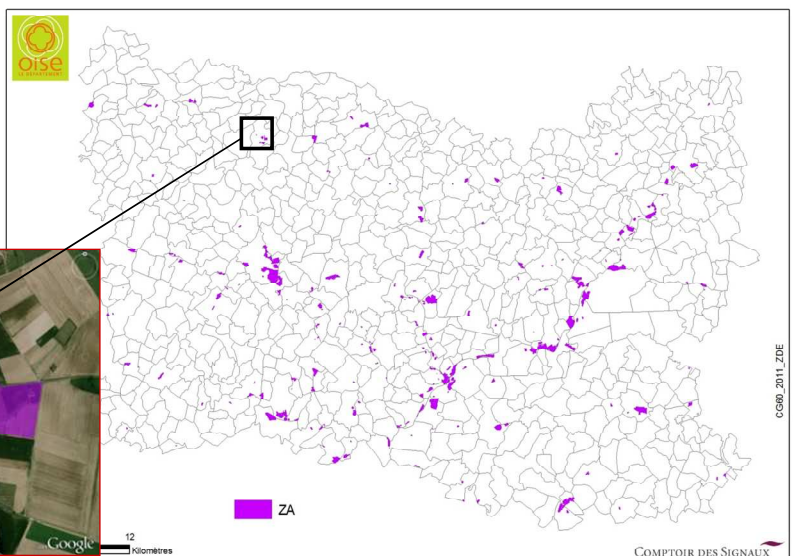 oise
LE DÉPARTEMENT
CG60_2011_ZDE
ZA
Google
12
Kilomètres
COMPTOIR DES SIGNAUX